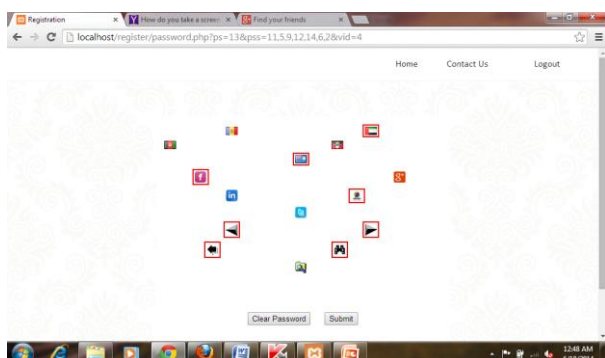 Registration
How do you take a screen
Find your friends
localhost/register/password.php?ps=13&pss=11,5,9,12,14,6,2&vid=4
Home Contact Us Logout
Clear Password Submit
12:48 AM